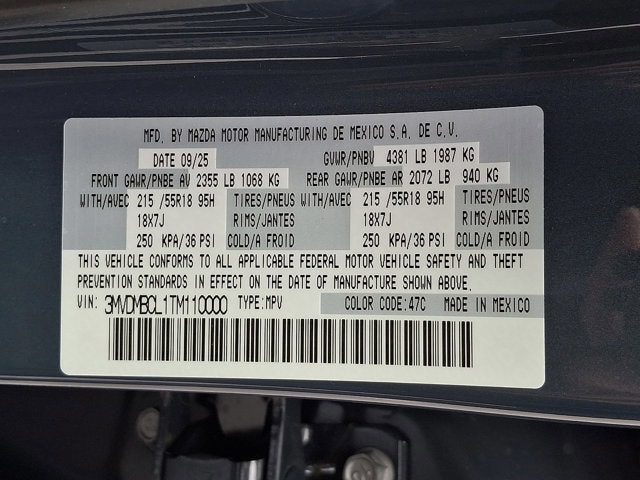 MFD. BY MAZDA MOTOR MANUFACTURING DE MEXICO S.A. DE C.V.
DATE 09/25 GVWR/PNBV 4381 LB 1987 KG
FRONT GAWR/PNBE AV 2355 LB 1068 KG REAR GAWR/PNBE AR 2072 LB 940 KG
WITH/AVEC 215 /55R18 95H TIRES/PNEUS WITH/AVEC 215 /55R18 95H TIRES/PNEUS
18X7J RIMS/JANTES 18X7J RIMS/JANTES
250 KPA/36 PSI COLD/A FROID 250 KPA/36 PSI COLD/A FROID
THIS VEHICLE CONFORMS TO ALL APPLICABLE FEDERAL MOTOR VEHICLE SAFETY AND THEFT
PREVENTION STANDARDS IN EFFECT ON THE DATE OF MANUFACTURE SHOWN ABOVE.
VIN: 3MVDMBCL1TM110000 TYPE:MPV COLOR CODE:47C MADE IN MEXICO